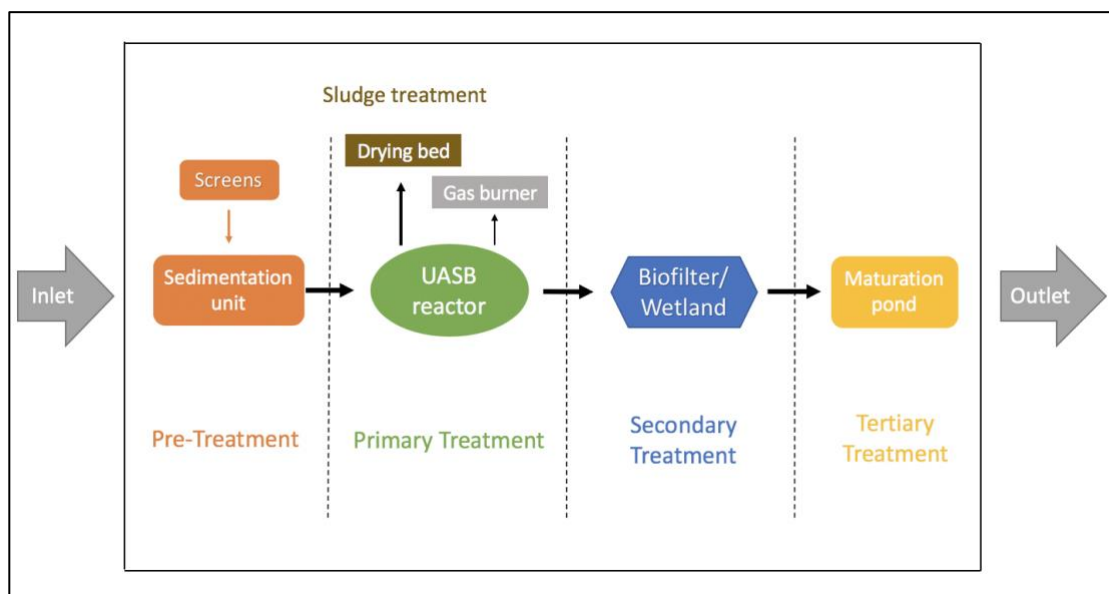 Sludge treatment
Drying bed
Screens
Gas burner
Inlet
Sedimentation
unit
UASB
reactor
Biofilter/
Wetland
Maturation
pond
Outlet
Pre-Treatment
Primary Treatment
Secondary
Treatment
Tertiary
Treatment